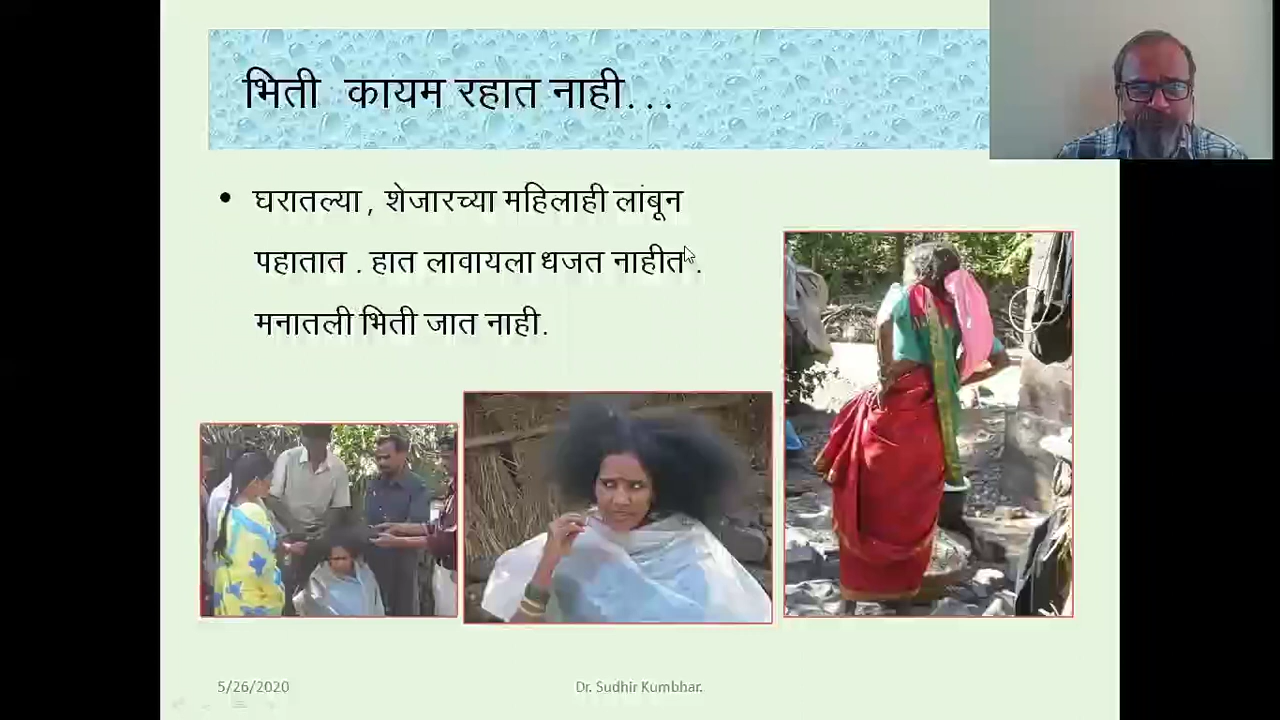 भिती कायम रहात नाही...
• घरातल्या , शेजारच्या महिलाही लांबून
पहातात . हात लावायला धजत नाहीत .
मनातली भिती जात नाही.
5/26/2020
Dr. Sudhir Kumbhar.